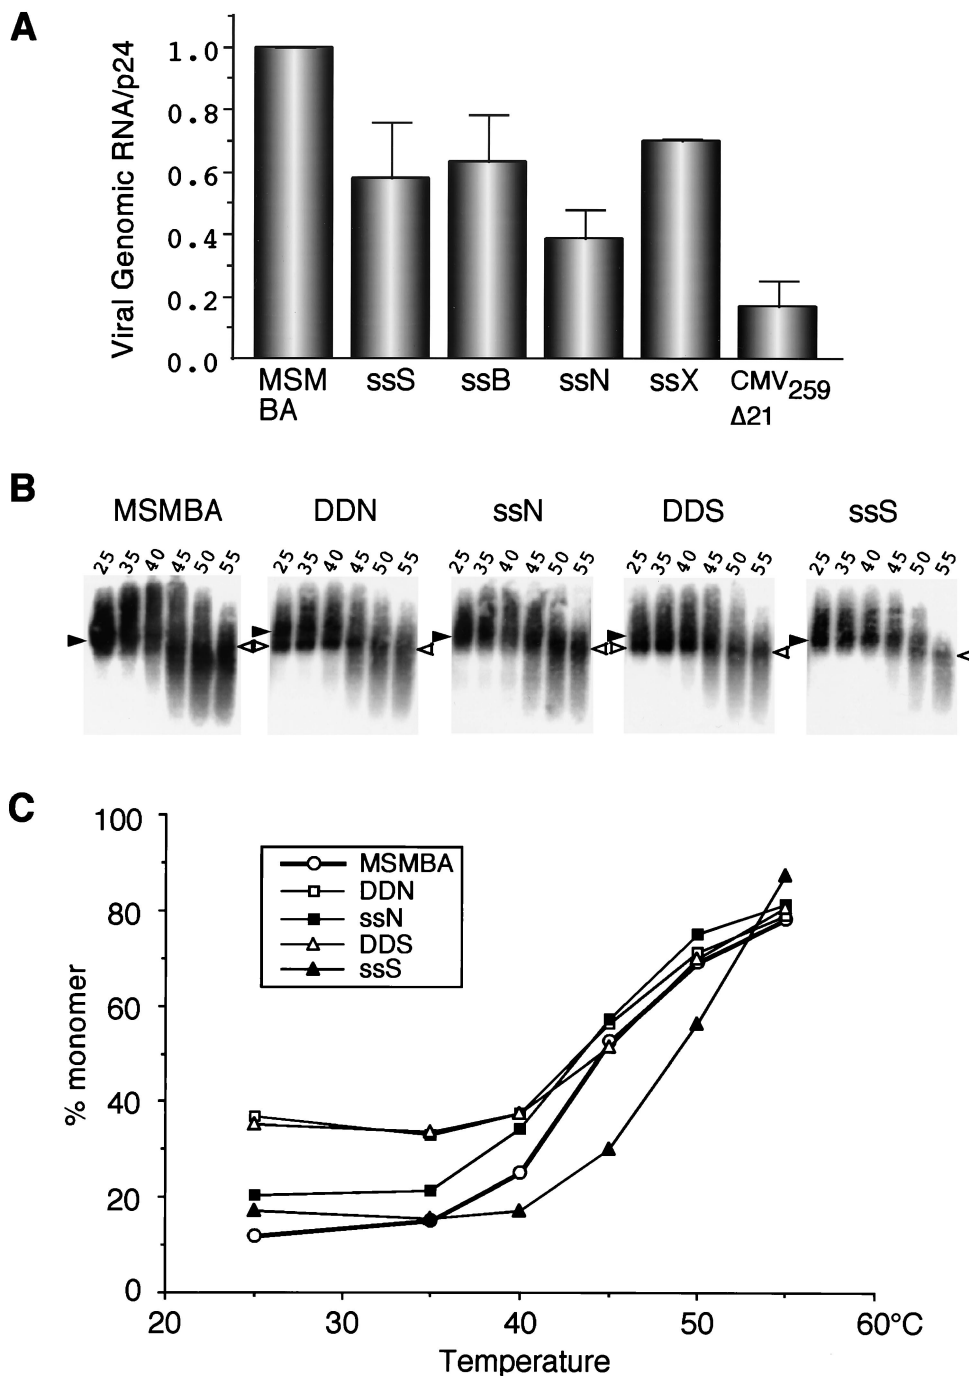 A
Viral Genomic RNA/p24
1.0
0.8
0.6
0.4
0.2
0.0
MSM BA
ssS
ssB
ssN
ssX
CMV259 Δ21
B
MSMBA
DDN
ssN
DDS
ssS
25 35 40 45 50 55
25 35 40 45 50 55
25 35 40 45 50 55
25 35 40 45 50 55
25 35 40 45 50 55
C
% monomer
100
80
60
40
20
0
MSMBA
DDN
ssN
DDS
ssS
20
30
40
50
60°C
Temperature